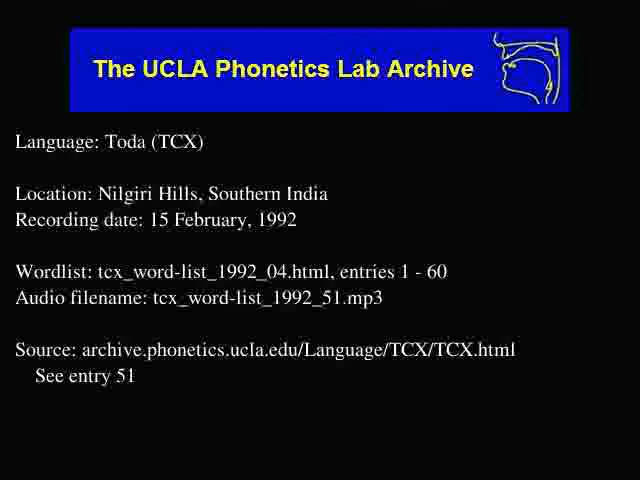 The UCLA Phonetics Lab Archive
Language: Toda (TCX)
Location: Nilgiri Hills, Southern India
Recording date: 15 February, 1992
Wordlist: tcx_word-list_1992_04.html, entries 1 - 60
Audio filename: tcx_word-list_1992_51.mp3
Source: archive.phonetics.ucla.edu/Language/TCX/TCX.html
See entry 51